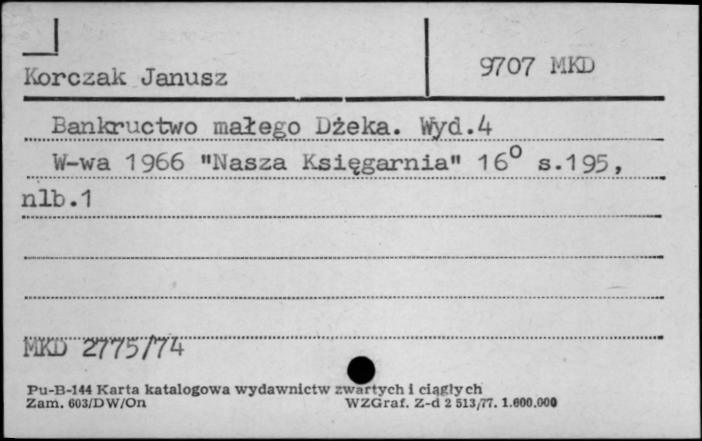 Korczak Janusz
9707 MKD
Bankructwo małego Dżeka. Wyd.4
W-wa 1966 "Nasza Księgarnia" 16° s.195,
nlb.1
MKD 2775/74
Pu-B-144 Karta katalogowa wydawnictw zwartych i ciągłych
Zam. 603/DW/On WZGraf. Z-d 2 513/77. 1.600.000